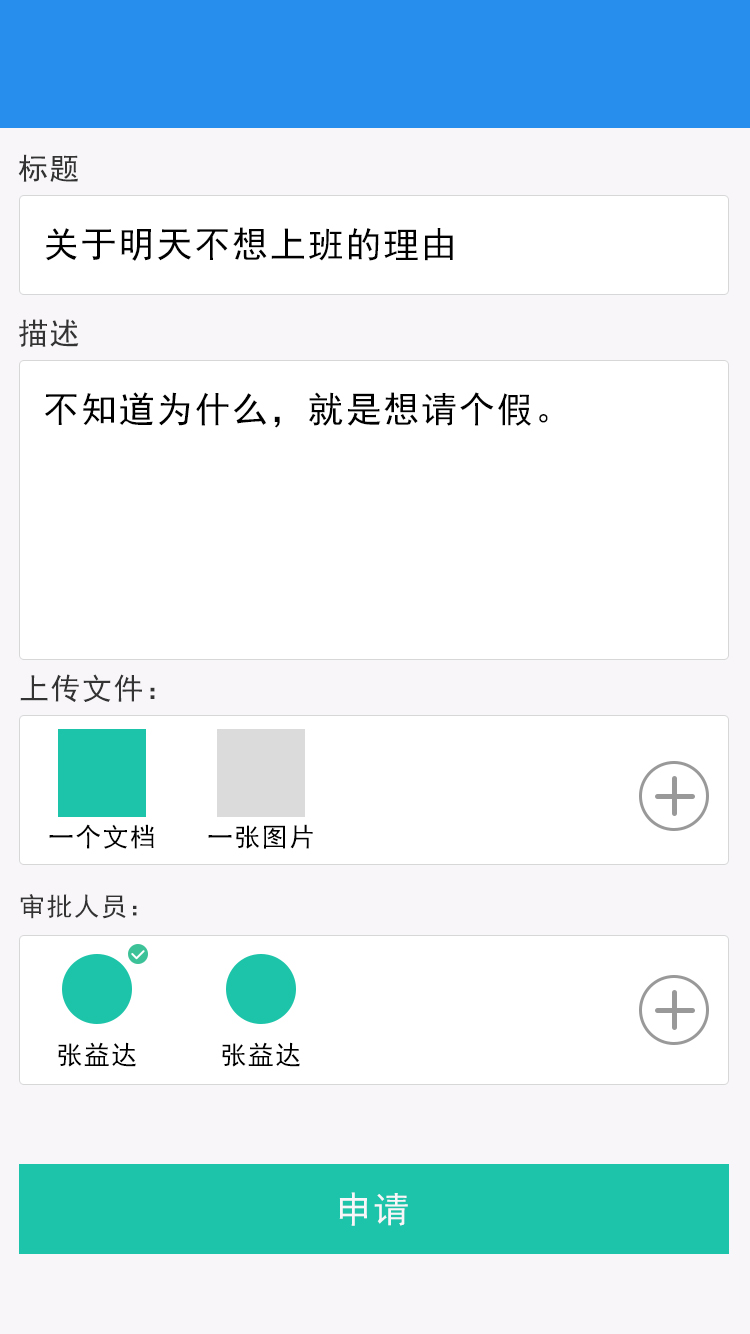 标题
关于明天不想上班的理由
描述
不知道为什么，就是想请个假。
上传文件：
一个文档 一张图片
审批人员：
张益达 张益达
申请